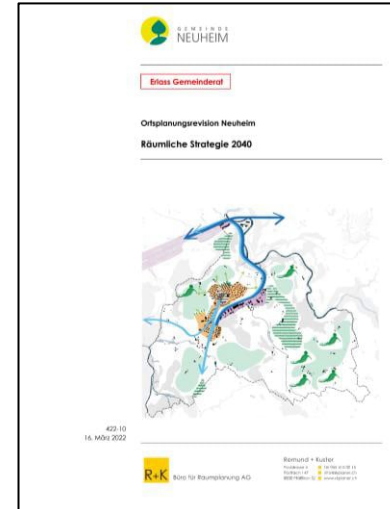 GEMEINDE
NEUHEIM
Erlass Gemeinderat
Ortsplanungsrevision Neuheim
Räumliche Strategie 2040
422-10
16. März 2022
R+K
Büro für Raumplanung AG
Remund + Kuster